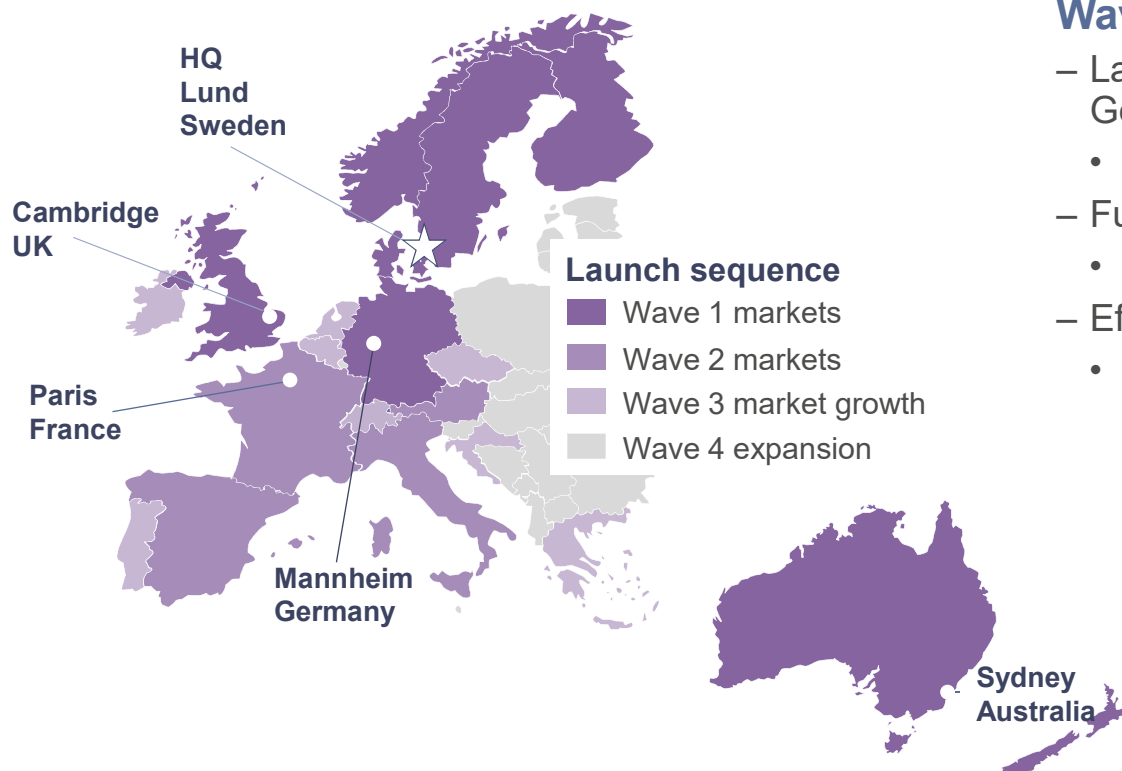 HQ
Lund
Sweden
Cambridge
UK
Paris
France
Mannheim
Germany
Launch sequence
Wave 1 markets
Wave 2 markets
Wave 3 market growth
Wave 4 expansion
Sydney
Australia